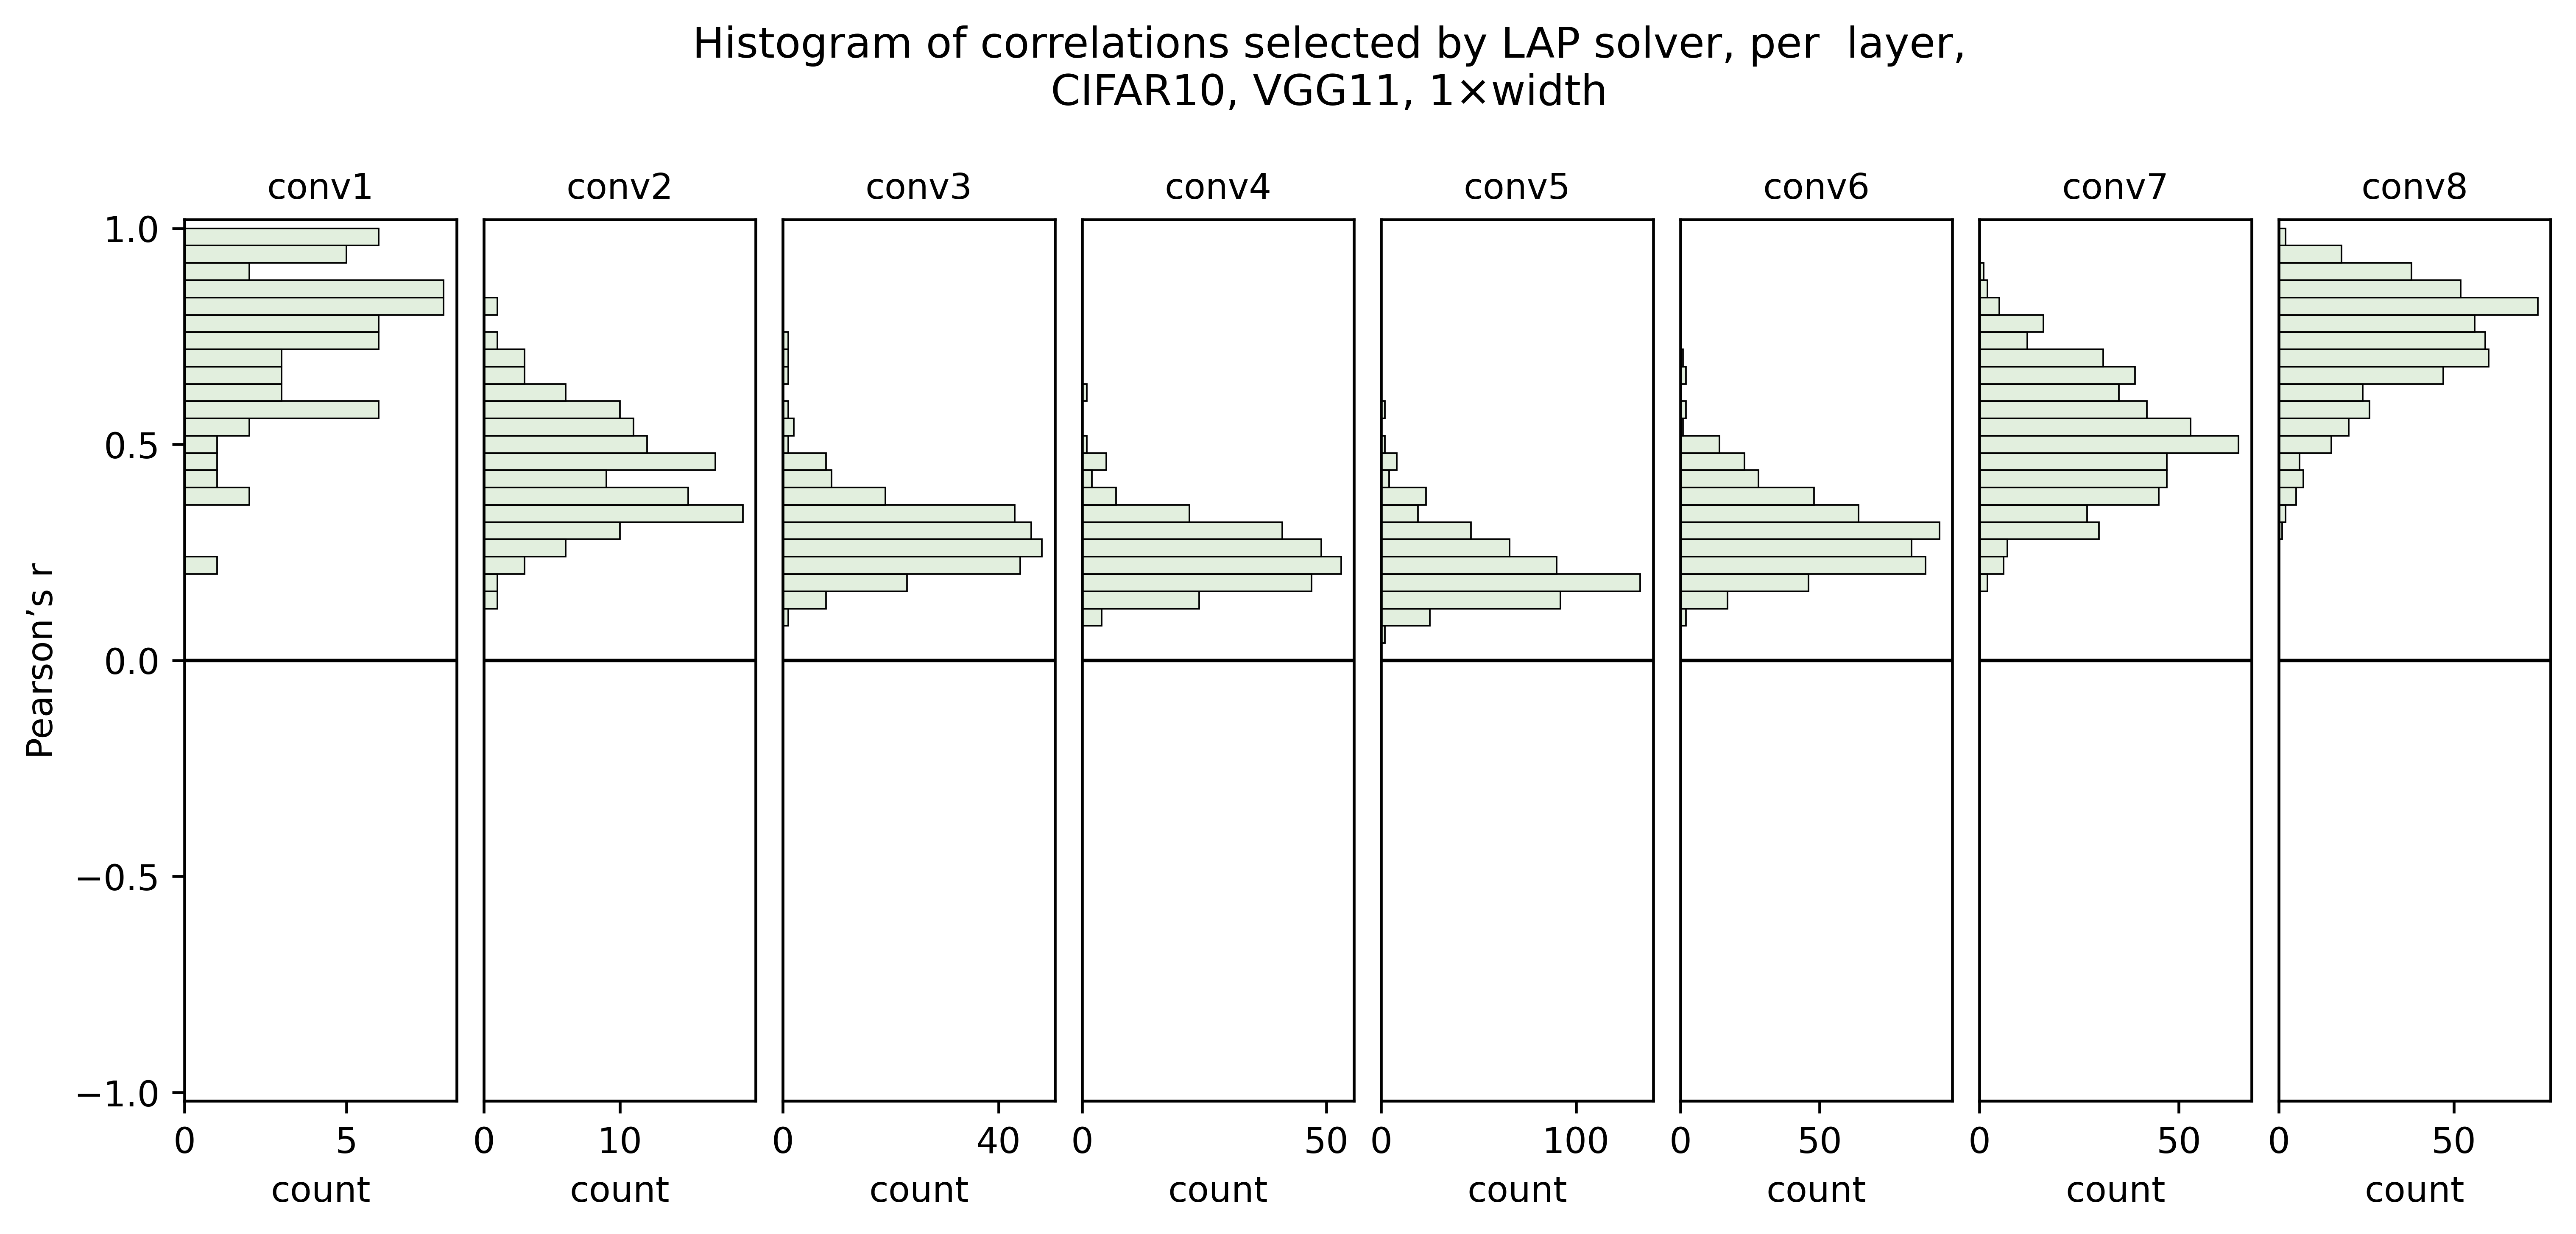 Histogram of correlations selected by LAP solver, per  layer,
CIFAR10, VGG11, 1×width
conv1 conv2 conv3 conv4 conv5 conv6 conv7 conv8
Pearson’s r
1.0
0.5
0.0
−0.5
−1.0
0 5 0 10 0 40 0 50 0 100 0 50 0 50 0 50
count count count count count count count count